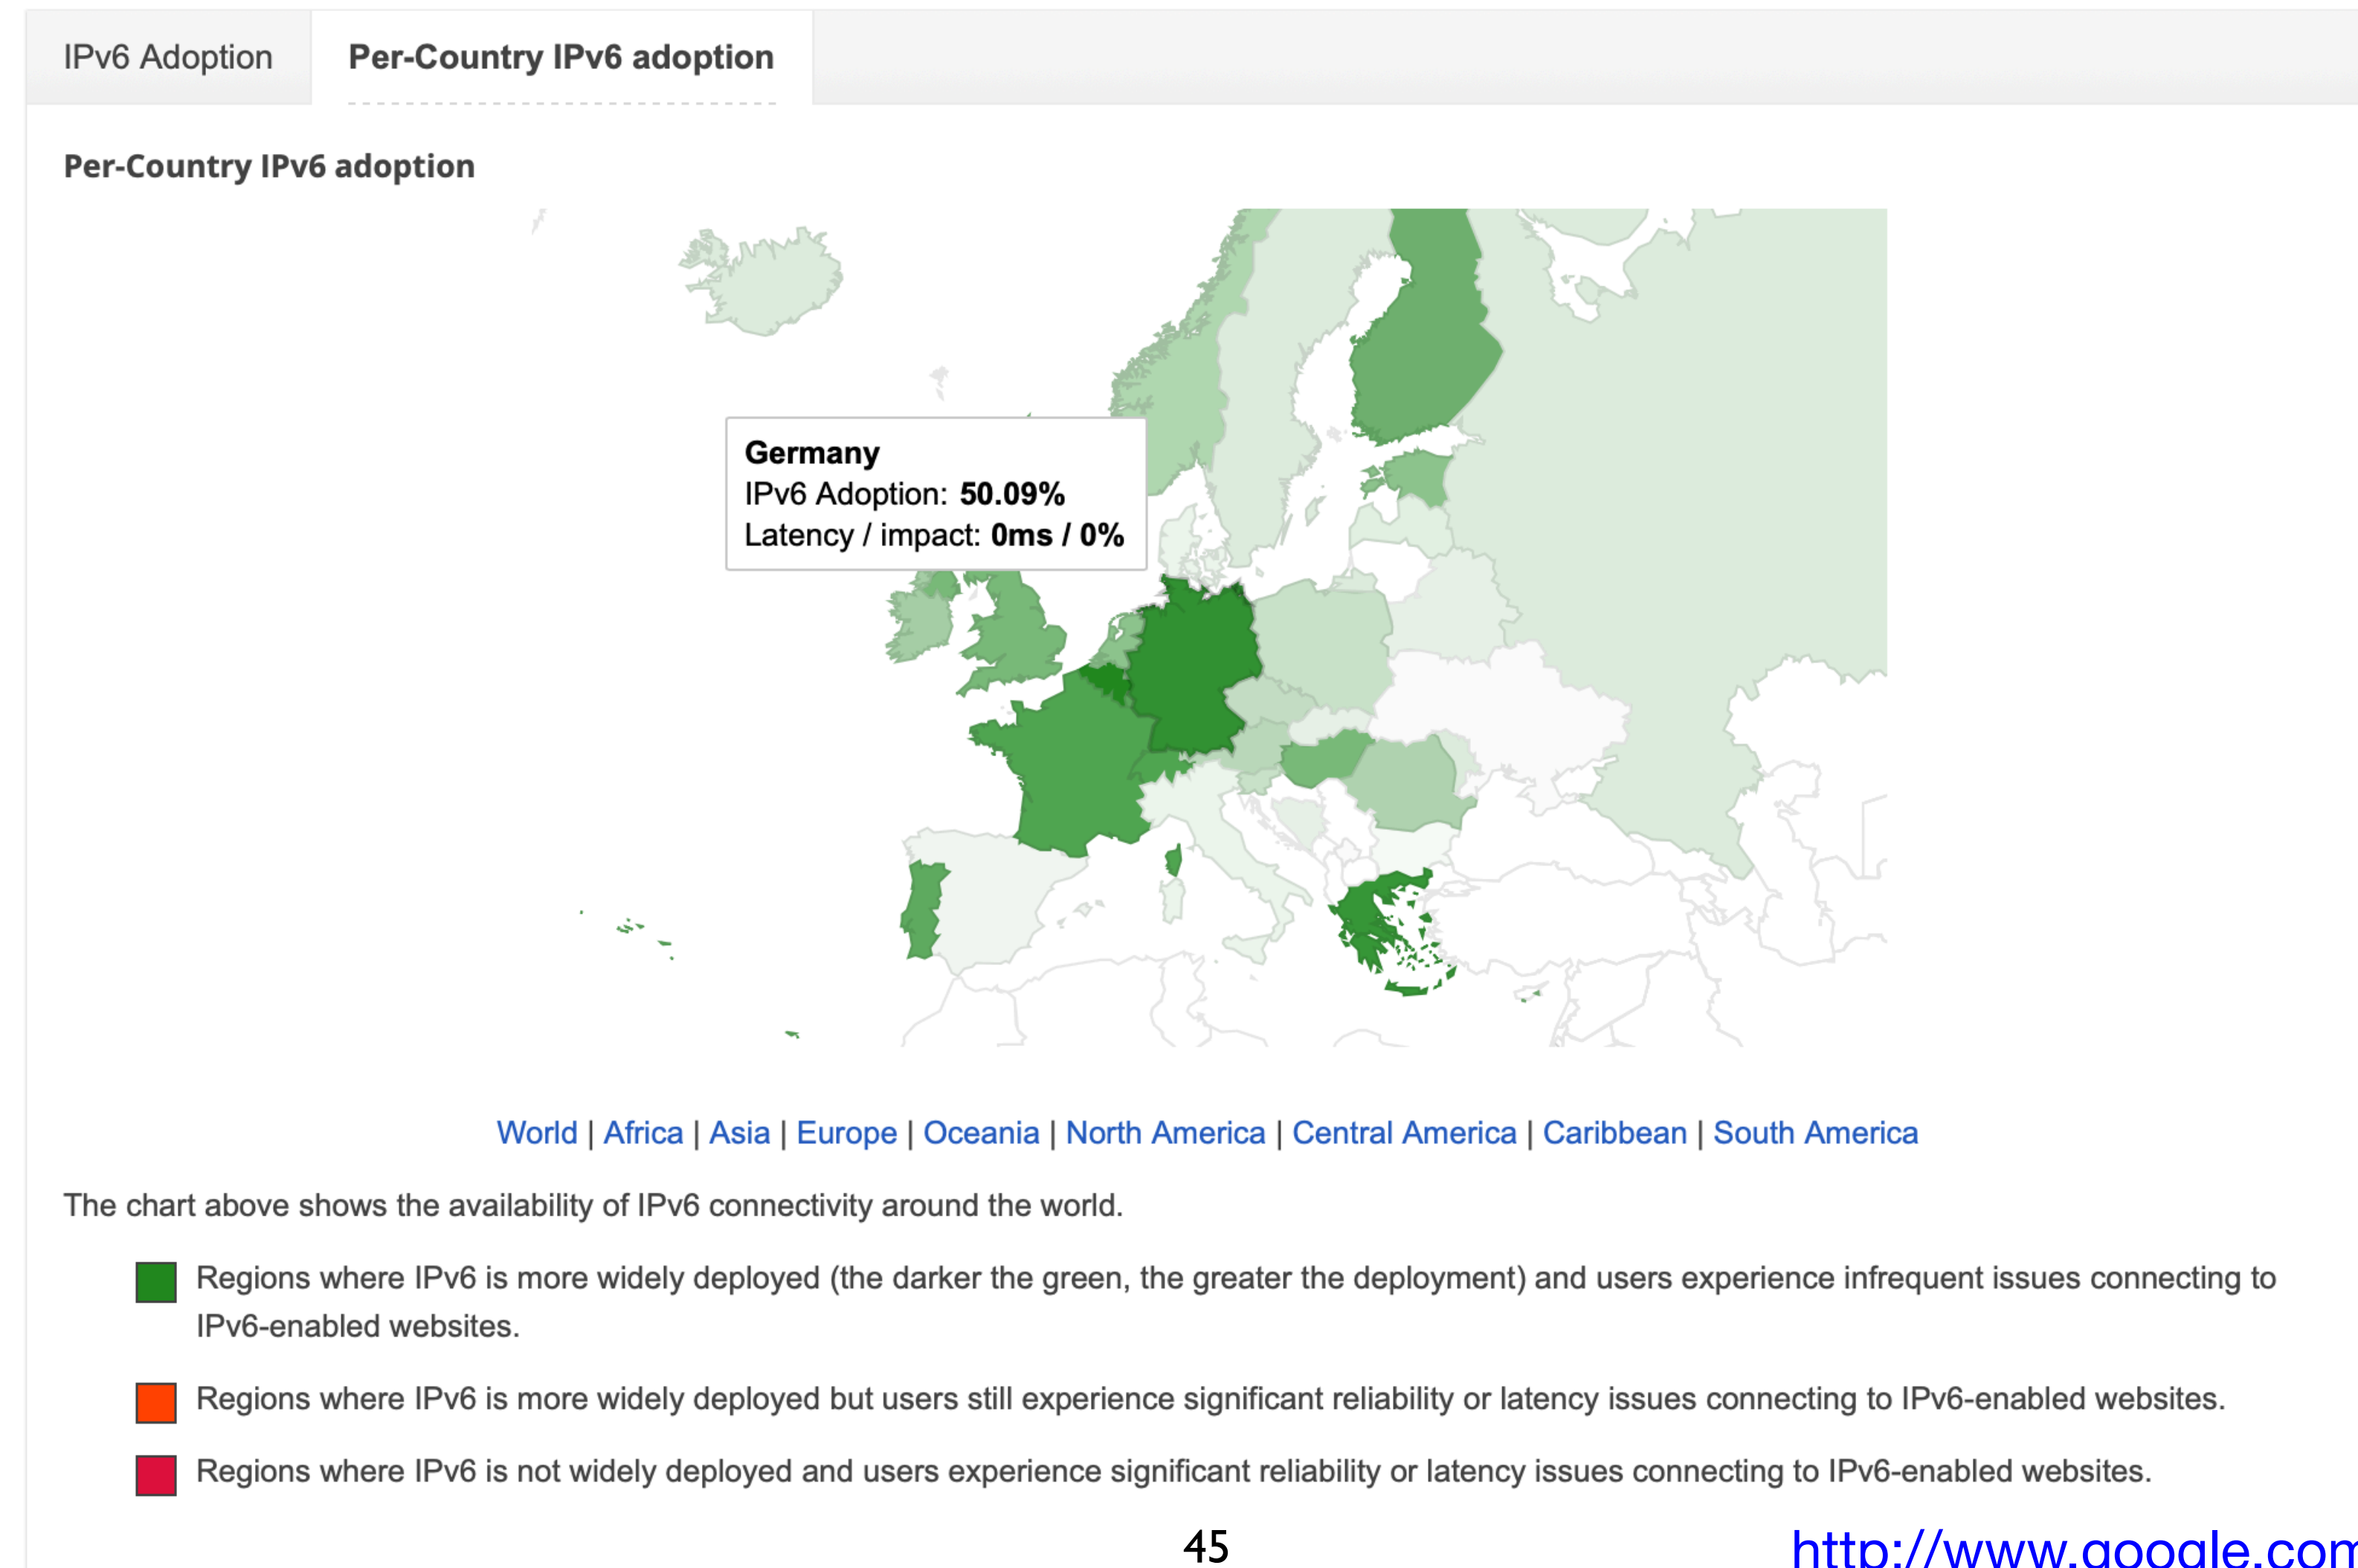 IPv6 Adoption
Per-Country IPv6 adoption
Per-Country IPv6 adoption
Germany
IPv6 Adoption: 50.09%
Latency / impact: 0ms / 0%
World | Africa | Asia | Europe | Oceania | North America | Central America | Caribbean | South America
The chart above shows the availability of IPv6 connectivity around the world.
Regions where IPv6 is more widely deployed (the darker the green, the greater the deployment) and users experience infrequent issues connecting to
IPv6-enabled websites.
Regions where IPv6 is more widely deployed but users still experience significant reliability or latency issues connecting to IPv6-enabled websites.
Regions where IPv6 is not widely deployed and users experience significant reliability or latency issues connecting to IPv6-enabled websites.
45
http://www.google.com